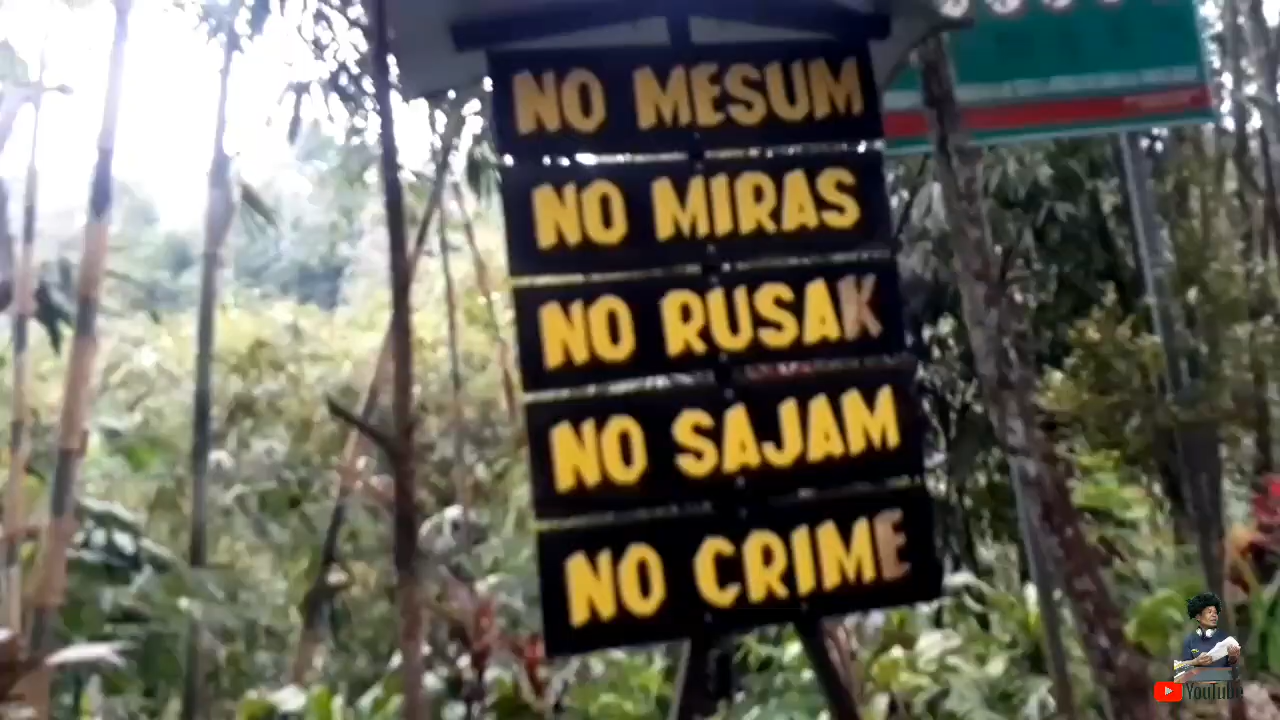 NO MESUM
NO MIRAS
NO RUSAK
NO SAJAM
NO CRIME
YouTube